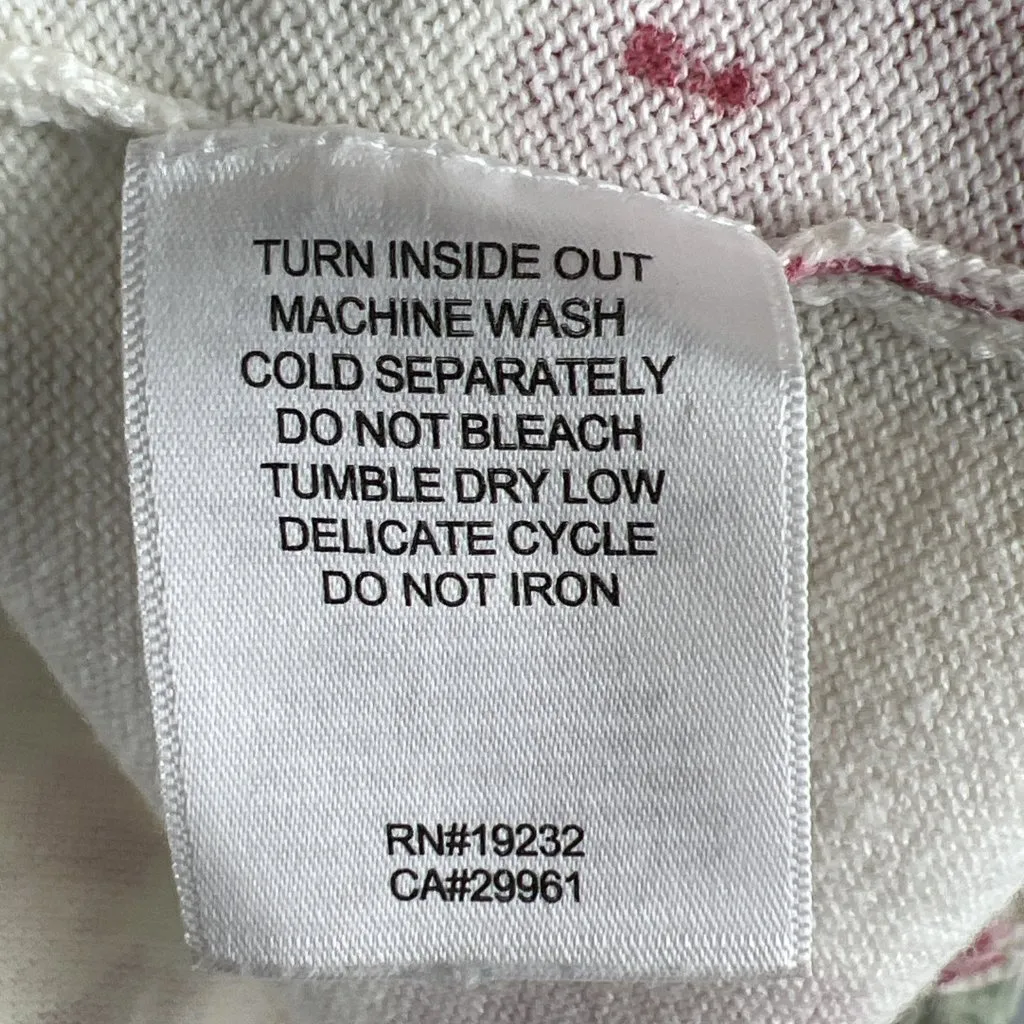 TURN INSIDE OUT
MACHINE WASH
COLD SEPARATELY
DO NOT BLEACH
TUMBLE DRY LOW
DELICATE CYCLE
DO NOT IRON
RN#19232
CA#29961